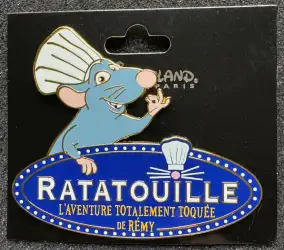 LAND
PARIS
RATATOUILLE
L'AVENTURE TOTALEMENT TOQUÉE
DE RÉMY